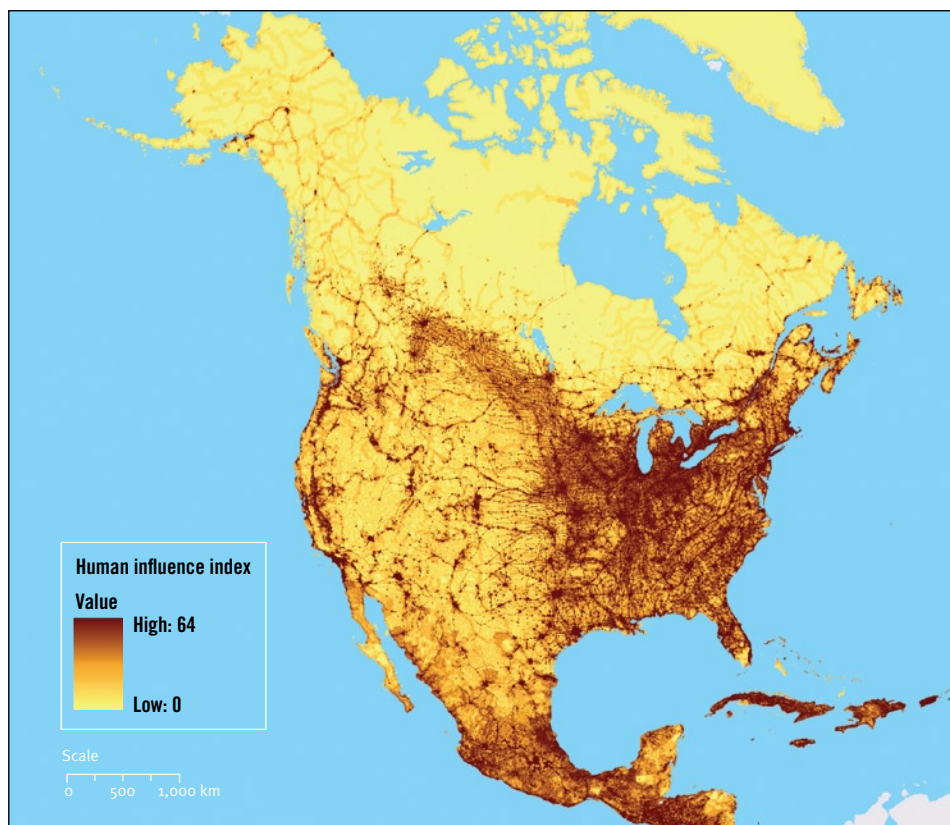 Human influence index
Value
High: 64
Low: 0
Scale
0 500 1,000 km